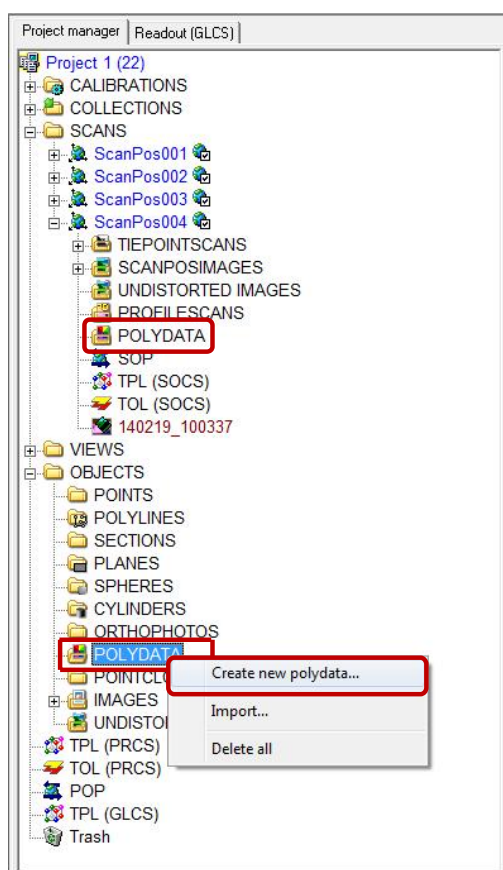 Project manager Readout (GLCS)
Project 1 (22)
CALIBRATIONS
COLLECTIONS
SCANS
ScanPos001
ScanPos002
ScanPos003
ScanPos004
TIEPOINTSCANS
SCANPOSIMAGES
UNDISTORTED IMAGES
PROFILESCANS
POLYDATA
SOP
TPL (SOCS)
TOL (SOCS)
140219_100337
VIEWS
OBJECTS
POINTS
POLYLINES
SECTIONS
PLANES
SPHERES
CYLINDERS
ORTHOPHOTOS
POLYDATA
Create new polydata...
POINTCL
IMAGES
Import...
UNDISTO
TPL (PRCS)
Delete all
TOL (PRCS)
POP
TPL (GLCS)
Trash